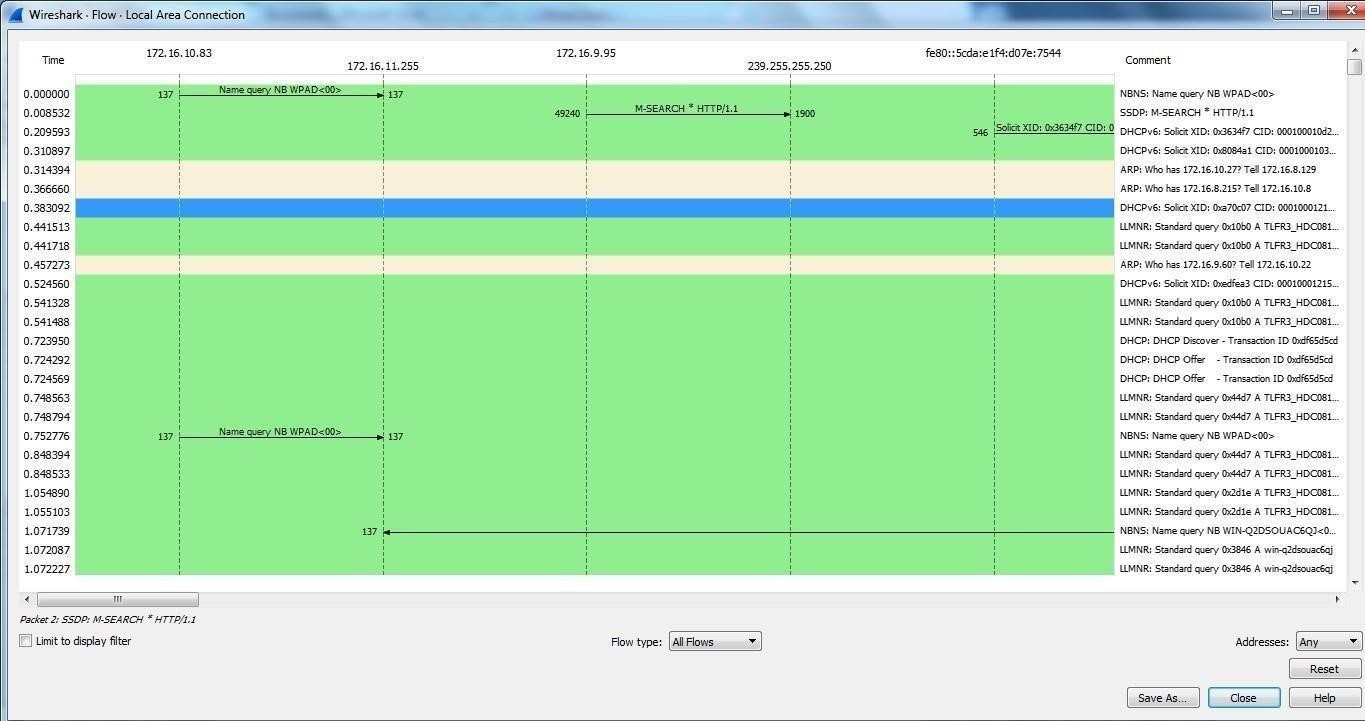 Wireshark · Flow · Local Area Connection
172.16.10.83 172.16.9.95 fe80::5cda:e1f4:d07e:7544
Time 172.16.11.255 239.255.255.250 Comment
0.000000 137 Name query NB WPAD<00> 137 NBNS: Name query NB WPAD<00>
0.008532 49240 M-SEARCH * HTTP/1.1 1900 SSDP: M-SEARCH * HTTP/1.1
0.209593 546 Solicit XID: 0x3634f7 CID: 0 DHCPv6: Solicit XID: 0x3634f7 CID: 000100010d2...
0.310897 DHCPv6: Solicit XID: 0x8084a1 CID: 0001000103...
0.314394 ARP: Who has 172.16.10.27? Tell 172.16.8.129
0.366660 ARP: Who has 172.16.8.215? Tell 172.16.10.8
0.383092 DHCPv6: Solicit XID: 0xa70c07 CID: 0001000121...
0.441513 LLMNR: Standard query 0x10b0 A TLFR3_HDC081...
0.441718 LLMNR: Standard query 0x10b0 A TLFR3_HDC081...
0.457273 ARP: Who has 172.16.9.60? Tell 172.16.10.22
0.524560 DHCPv6: Solicit XID: 0xedfea3 CID: 00010001215...
0.541328 LLMNR: Standard query 0x10b0 A TLFR3_HDC081...
0.541488 LLMNR: Standard query 0x10b0 A TLFR3_HDC081...
0.723950 DHCP: DHCP Discover - Transaction ID 0xdf65d5cd
0.724292 DHCP: DHCP Offer - Transaction ID 0xdf65d5cd
0.724569 DHCP: DHCP Offer - Transaction ID 0xdf65d5cd
0.748563 LLMNR: Standard query 0x44d7 A TLFR3_HDC081...
0.748794 LLMNR: Standard query 0x44d7 A TLFR3_HDC081...
0.752776 137 Name query NB WPAD<00> 137 NBNS: Name query NB WPAD<00>
0.848394 LLMNR: Standard query 0x44d7 A TLFR3_HDC081...
0.848533 LLMNR: Standard query 0x44d7 A TLFR3_HDC081...
1.054890 LLMNR: Standard query 0x2d1e A TLFR3_HDC081...
1.055103 LLMNR: Standard query 0x2d1e A TLFR3_HDC081...
1.071739 137 NBNS: Name query NB WIN-Q2DSOUAC6QJ<0...
1.072087 LLMNR: Standard query 0x3846 A win-q2dsouac6qj
1.072227 LLMNR: Standard query 0x3846 A win-q2dsouac6qj
Packet 2: SSDP: M-SEARCH * HTTP/1.1
Limit to display filter Flow type: All Flows Addresses: Any
Reset
Save As... Close Help